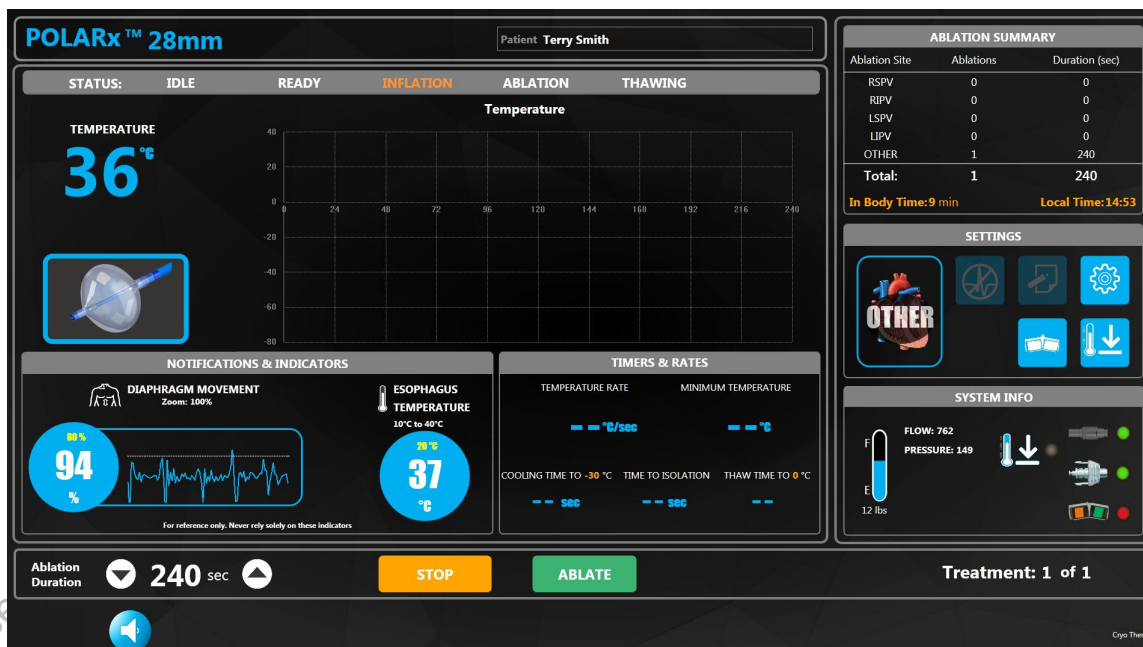 POLARx™ 28mm
Patient Terry Smith
STATUS: IDLE READY INFLATION ABLATION THAWING
Temperature
TEMPERATURE
36 °C
40
20
0
0 24 48 72 96 120 144 168 192 216 240
-20
-40
-60
-80
NOTIFICATIONS & INDICATORS
DIAPHRAGM MOVEMENT
Zoom: 100%
80 %
94
%
ESOPHAGUS
TEMPERATURE
10°C to 40°C
20 °C
37
°C
For reference only. Never rely solely on these indicators
TIMERS & RATES
TEMPERATURE RATE MINIMUM TEMPERATURE
– – °C/sec – – °C
COOLING TIME TO -30 °C TIME TO ISOLATION THAW TIME TO 0 °C
– – sec – – sec – –
ABLATION SUMMARY
Ablation Site Ablations Duration (sec)
RSPV 0 0
RIPV 0 0
LSPV 0 0
LIPV 0 0
OTHER 1 240
Total: 1 240
In Body Time: 9 min Local Time: 14:53
SETTINGS
OTHER
SYSTEM INFO
F
E
12 lbs
FLOW: 762
PRESSURE: 149
Ablation
Duration
240 sec
STOP
ABLATE
Treatment: 1 of 1
Cryo Ther